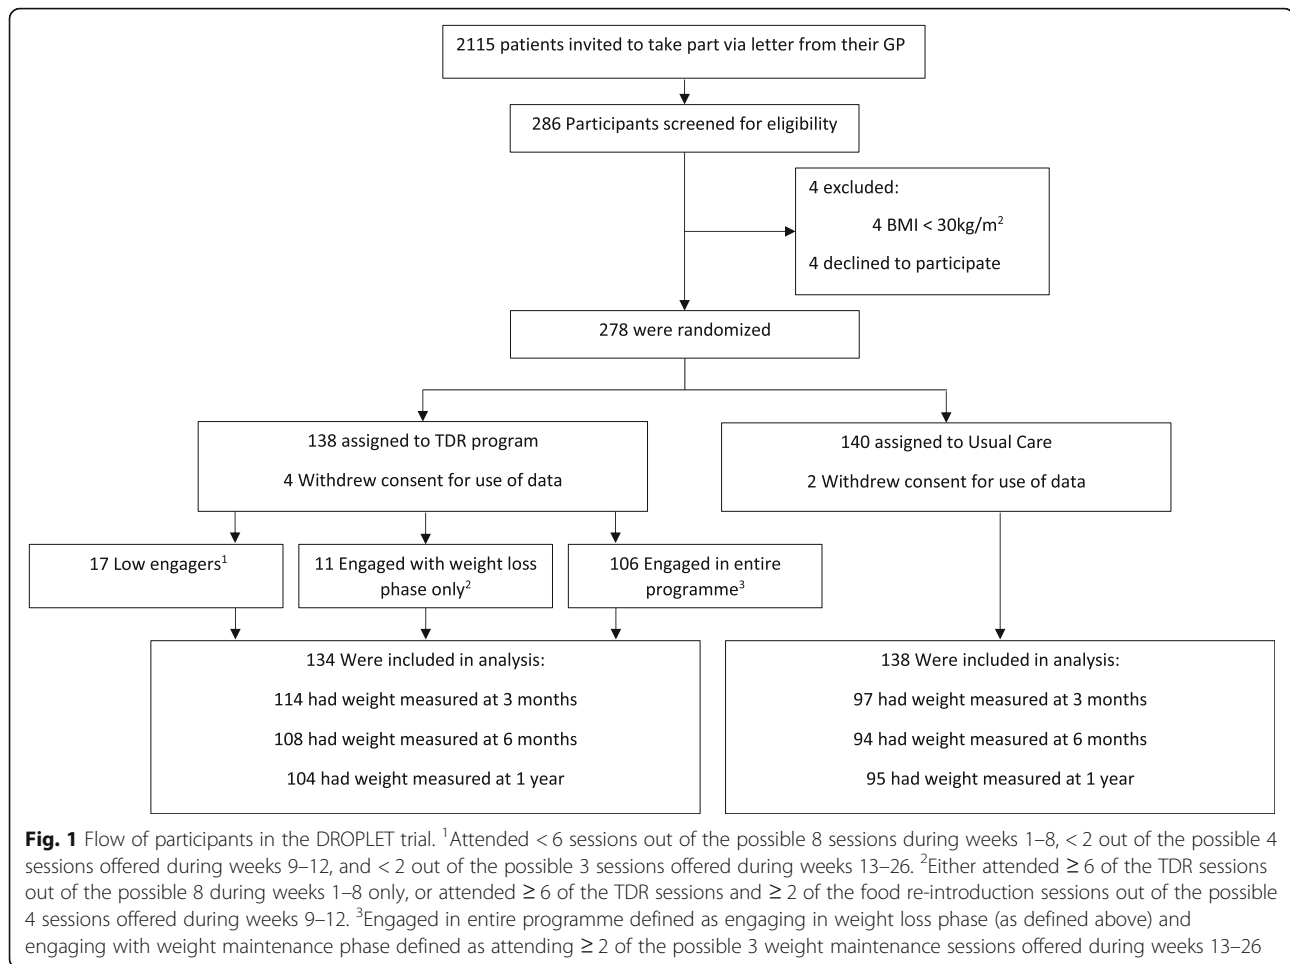 2115 patients invited to take part via letter from their GP
286 Participants screened for eligibility
4 excluded:
4 BMI < 30kg/m²
4 declined to participate
278 were randomized
138 assigned to TDR program
4 Withdrew consent for use of data
140 assigned to Usual Care
2 Withdrew consent for use of data
17 Low engagers¹
11 Engaged with weight loss
phase only²
106 Engaged in entire
programme³
134 Were included in analysis:
114 had weight measured at 3 months
108 had weight measured at 6 months
104 had weight measured at 1 year
138 Were included in analysis:
97 had weight measured at 3 months
94 had weight measured at 6 months
95 had weight measured at 1 year
Fig. 1 Flow of participants in the DROPLET trial. ¹Attended < 6 sessions out of the possible 8 sessions during weeks 1–8, < 2 out of the possible 4
sessions offered during weeks 9–12, and < 2 out of the possible 3 sessions offered during weeks 13–26. ²Either attended ≥ 6 of the TDR sessions
out of the possible 8 during weeks 1–8 only, or attended ≥ 6 of the TDR sessions and ≥ 2 of the food re-introduction sessions out of the possible
4 sessions offered during weeks 9–12. ³Engaged in entire programme defined as engaging in weight loss phase (as defined above) and
engaging with weight maintenance phase defined as attending ≥ 2 of the possible 3 weight maintenance sessions offered during weeks 13–26